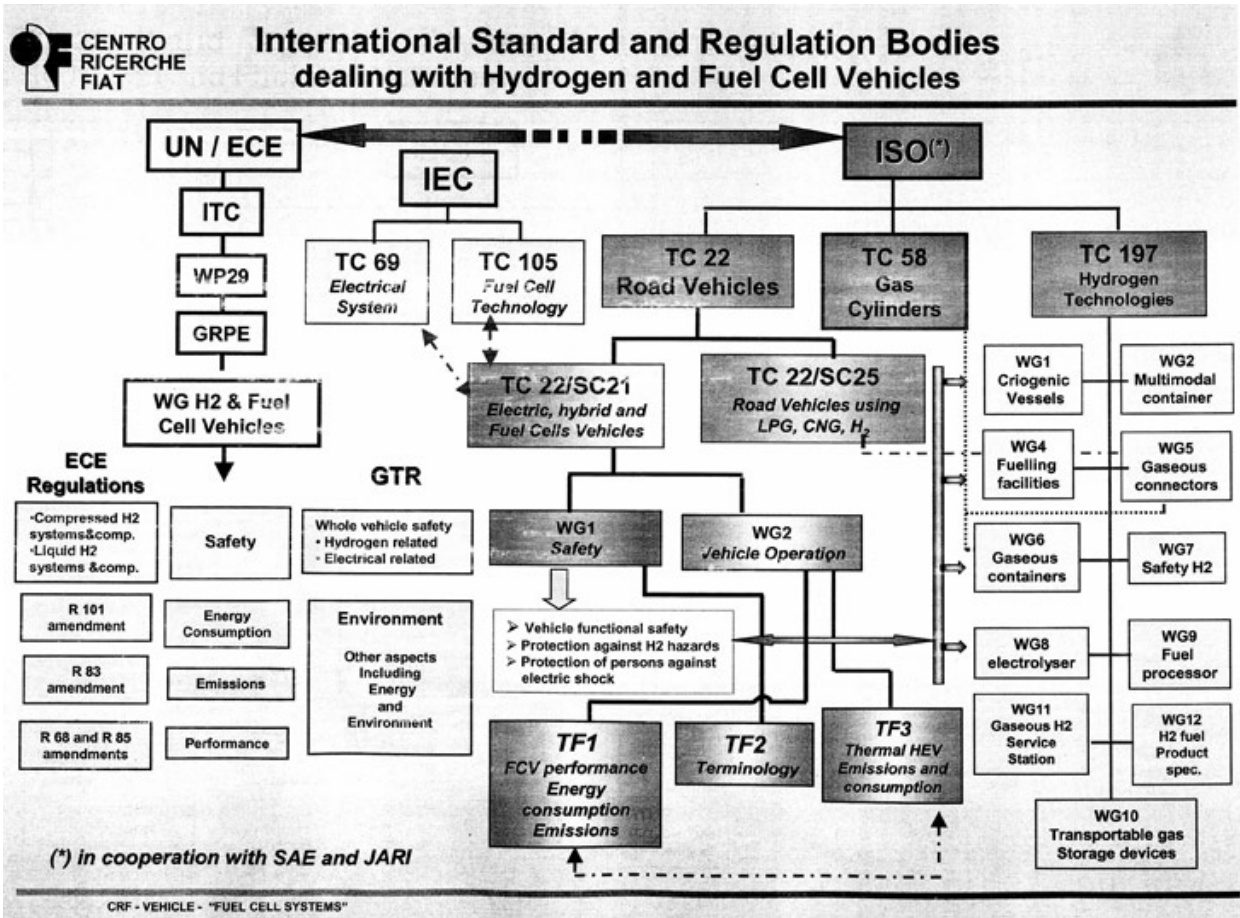 CENTRO
RICERCHE
FIAT
International Standard and Regulation Bodies
dealing with Hydrogen and Fuel Cell Vehicles
UN / ECE
ISO(*)
IEC
ITC
WP29
GRPE
WG H2 & Fuel
Cell Vehicles
TC 69
Electrical
System
TC 105
Fuel Cell
Technology
TC 22
Road Vehicles
TC 58
Gas
Cylinders
TC 197
Hydrogen
Technologies
TC 22/SC21
Electric, hybrid and
Fuel Cells Vehicles
TC 22/SC25
Road Vehicles using
LPG, CNG, H2
WG1
Criogenic
Vessels
WG2
Multimodal
container
WG4
Fuelling
facilities
WG5
Gaseous
connectors
WG6
Gaseous
containers
WG7
Safety H2
WG8
electrolyser
WG9
Fuel
processor
WG11
Gaseous H2
Service
Station
WG12
H2 fuel
Product
spec.
WG10
Transportable gas
Storage devices
ECE
Regulations
•Compressed H2
systems&comp.
•Liquid H2
systems &comp.
R 101
amendment
R 83
amendment
R 68 and R 85
amendments
Safety
Energy
Consumption
Emissions
Performance
GTR
Whole vehicle safety
• Hydrogen related
• Electrical related
Environment
Other aspects
Including
Energy
and
Environment
WG1
Safety
WG2
Vehicle Operation
➢ Vehicle functional safety
➢ Protection against H2 hazards
➢ Protection of persons against
electric shock
TF1
FCV performance
Energy
consumption
Emissions
TF2
Terminology
TF3
Thermal HEV
Emissions and
consumption
(*) in cooperation with SAE and JARI
CRF - VEHICLE - "FUEL CELL SYSTEMS"